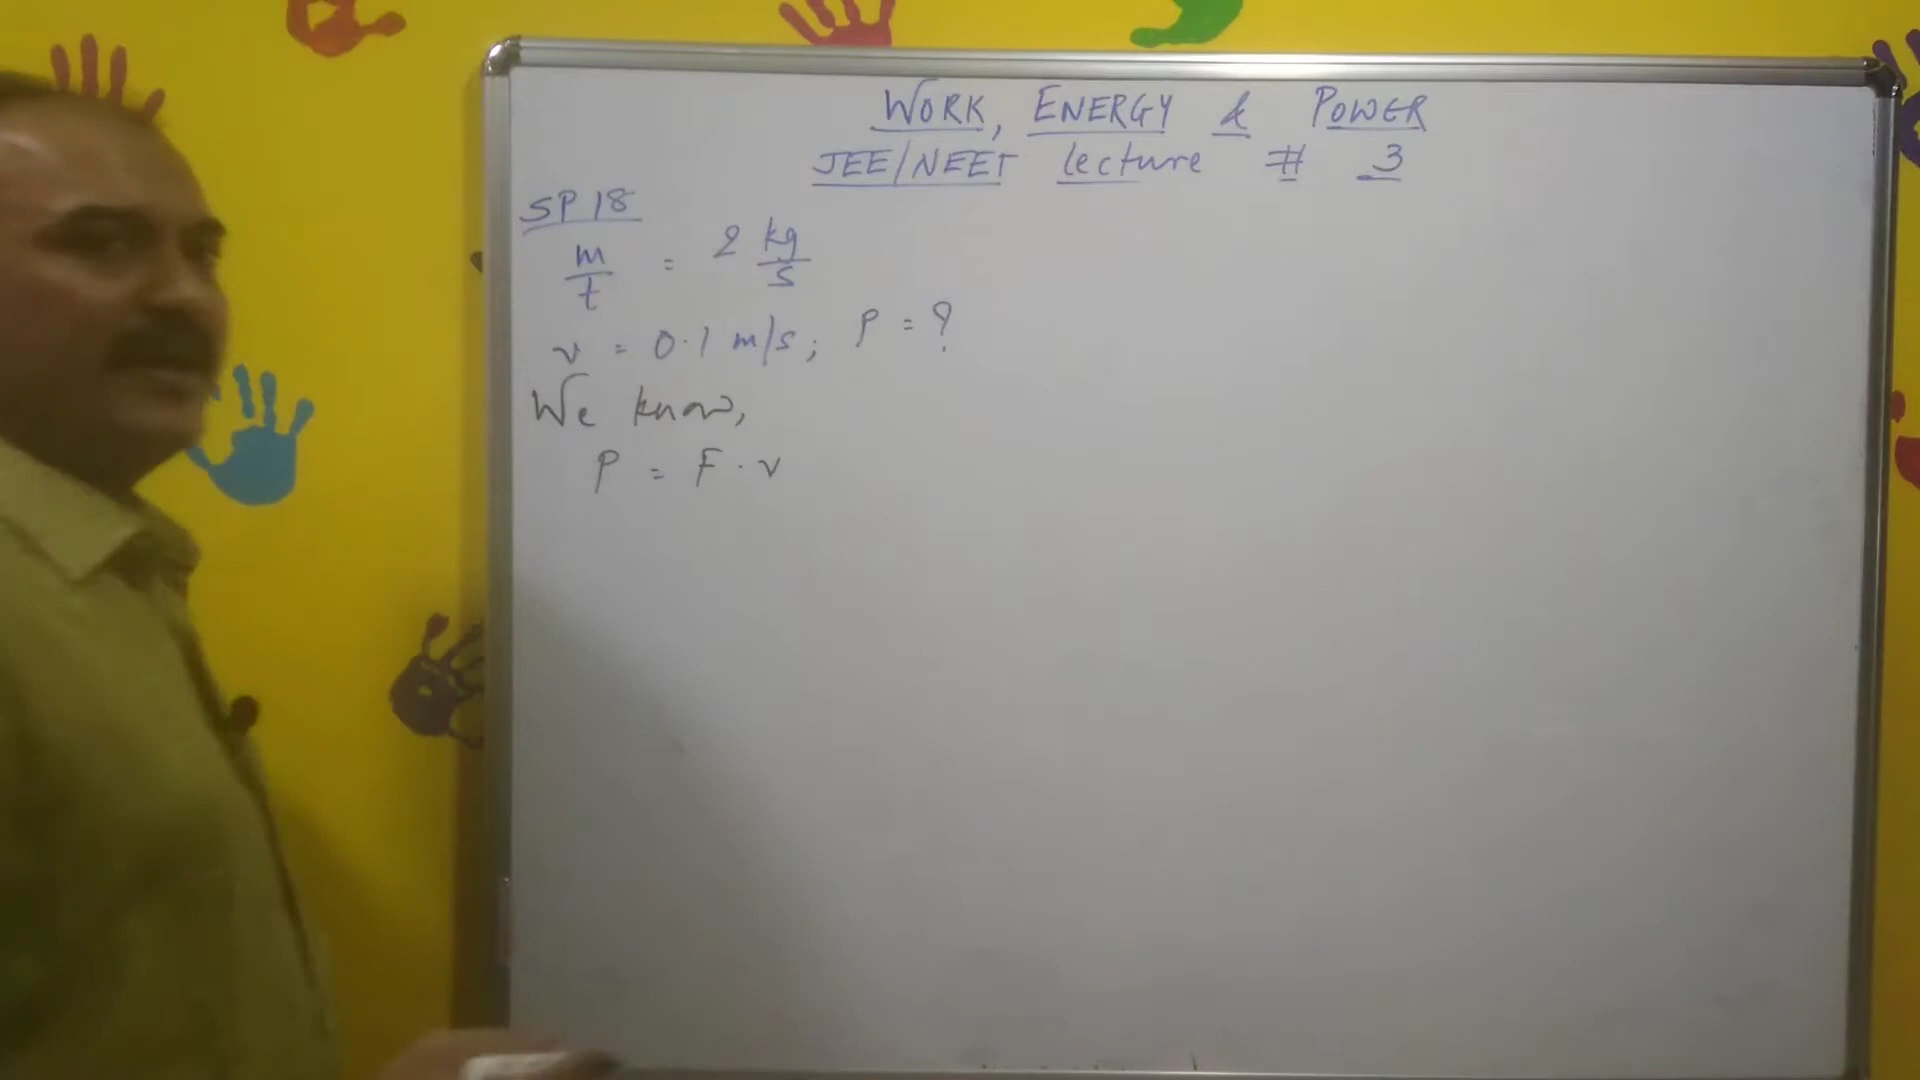 WORK, ENERGY & POWER
JEE/NEET lecture # 3
SP 18
m/t = 2 kg/s
v = 0.1 m/s; P = ?
We know,
P = F . v